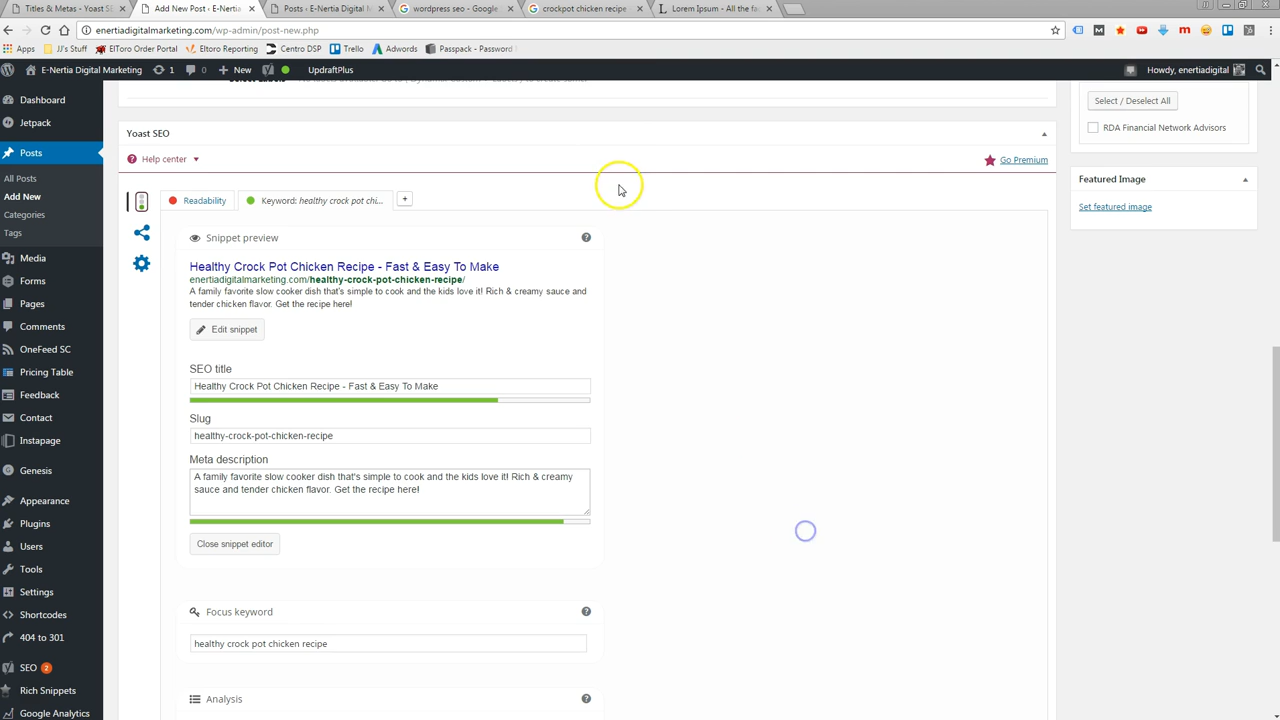 Titles & Metas - Yoast SE
Add New Post ‹ E-Nertia
Posts ‹ E-Nertia Digital M
wordpress seo - Google
crockpot chicken recipe
Lorem Ipsum - All the fa
enertiadigitalmarketing.com/wp-admin/post-new.php
Apps
JJ's Stuff
ElToro Order Portal
Eltoro Reporting
Centro DSP
Trello
Adwords
Passpack - Password
E-Nertia Digital Marketing
1
0
New
UpdraftPlus
Howdy, enertiadigital
Dashboard
Jetpack
Posts
All Posts
Add New
Categories
Tags
Media
Forms
Pages
Comments
OneFeed SC
Pricing Table
Feedback
Contact
Instapage
Genesis
Appearance
Plugins
Users
Tools
Settings
Shortcodes
404 to 301
SEO 2
Rich Snippets
Google Analytics
Yoast SEO
Help center
Go Premium
Readability
Keyword: healthy crock pot chi...
+
Snippet preview
Healthy Crock Pot Chicken Recipe - Fast & Easy To Make
enertiadigitalmarketing.com/healthy-crock-pot-chicken-recipe/
A family favorite slow cooker dish that's simple to cook and the kids love it! Rich & creamy sauce and
tender chicken flavor. Get the recipe here!
Edit snippet
SEO title
Healthy Crock Pot Chicken Recipe - Fast & Easy To Make
Slug
healthy-crock-pot-chicken-recipe
Meta description
A family favorite slow cooker dish that's simple to cook and the kids love it! Rich & creamy
sauce and tender chicken flavor. Get the recipe here!
Close snippet editor
Focus keyword
healthy crock pot chicken recipe
Analysis
Select / Deselect All
RDA Financial Network Advisors
Featured Image
Set featured image